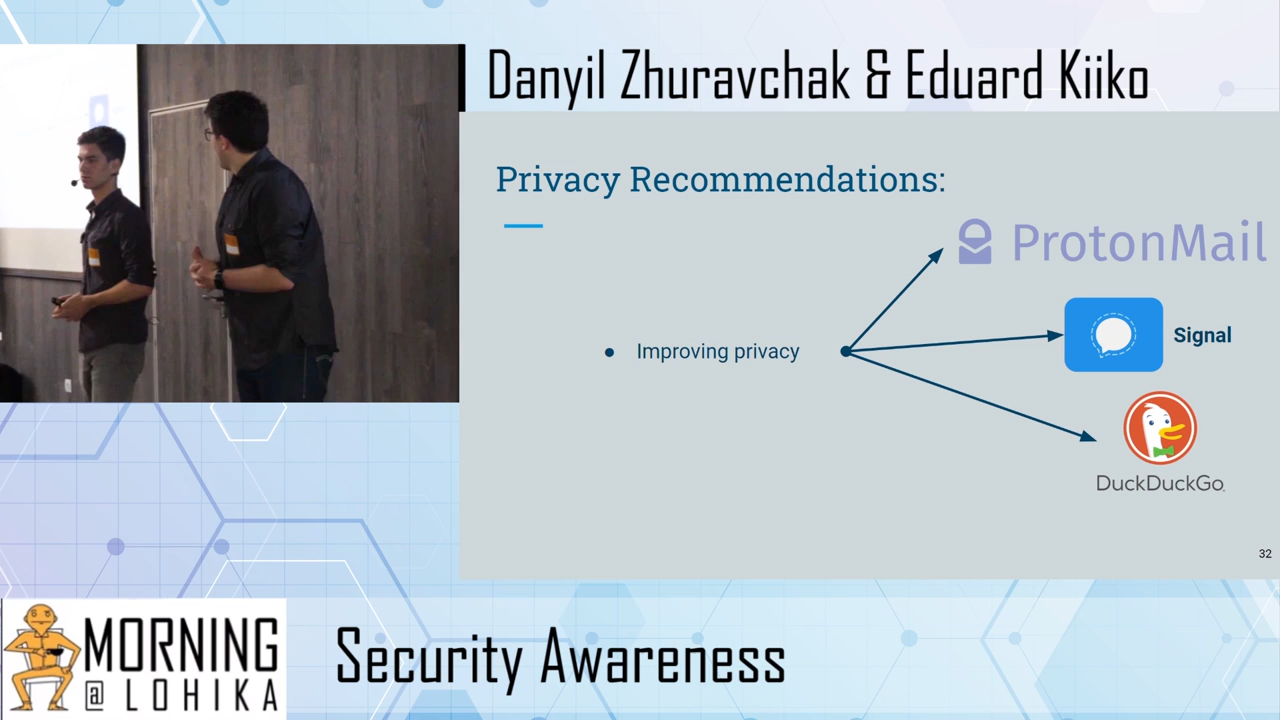 Danyil Zhuravchak & Eduard Kiiko
Privacy Recommendations:
ProtonMail
Improving privacy
Signal
DuckDuckGo
32
MORNING
@ LOHIKA
Security Awareness